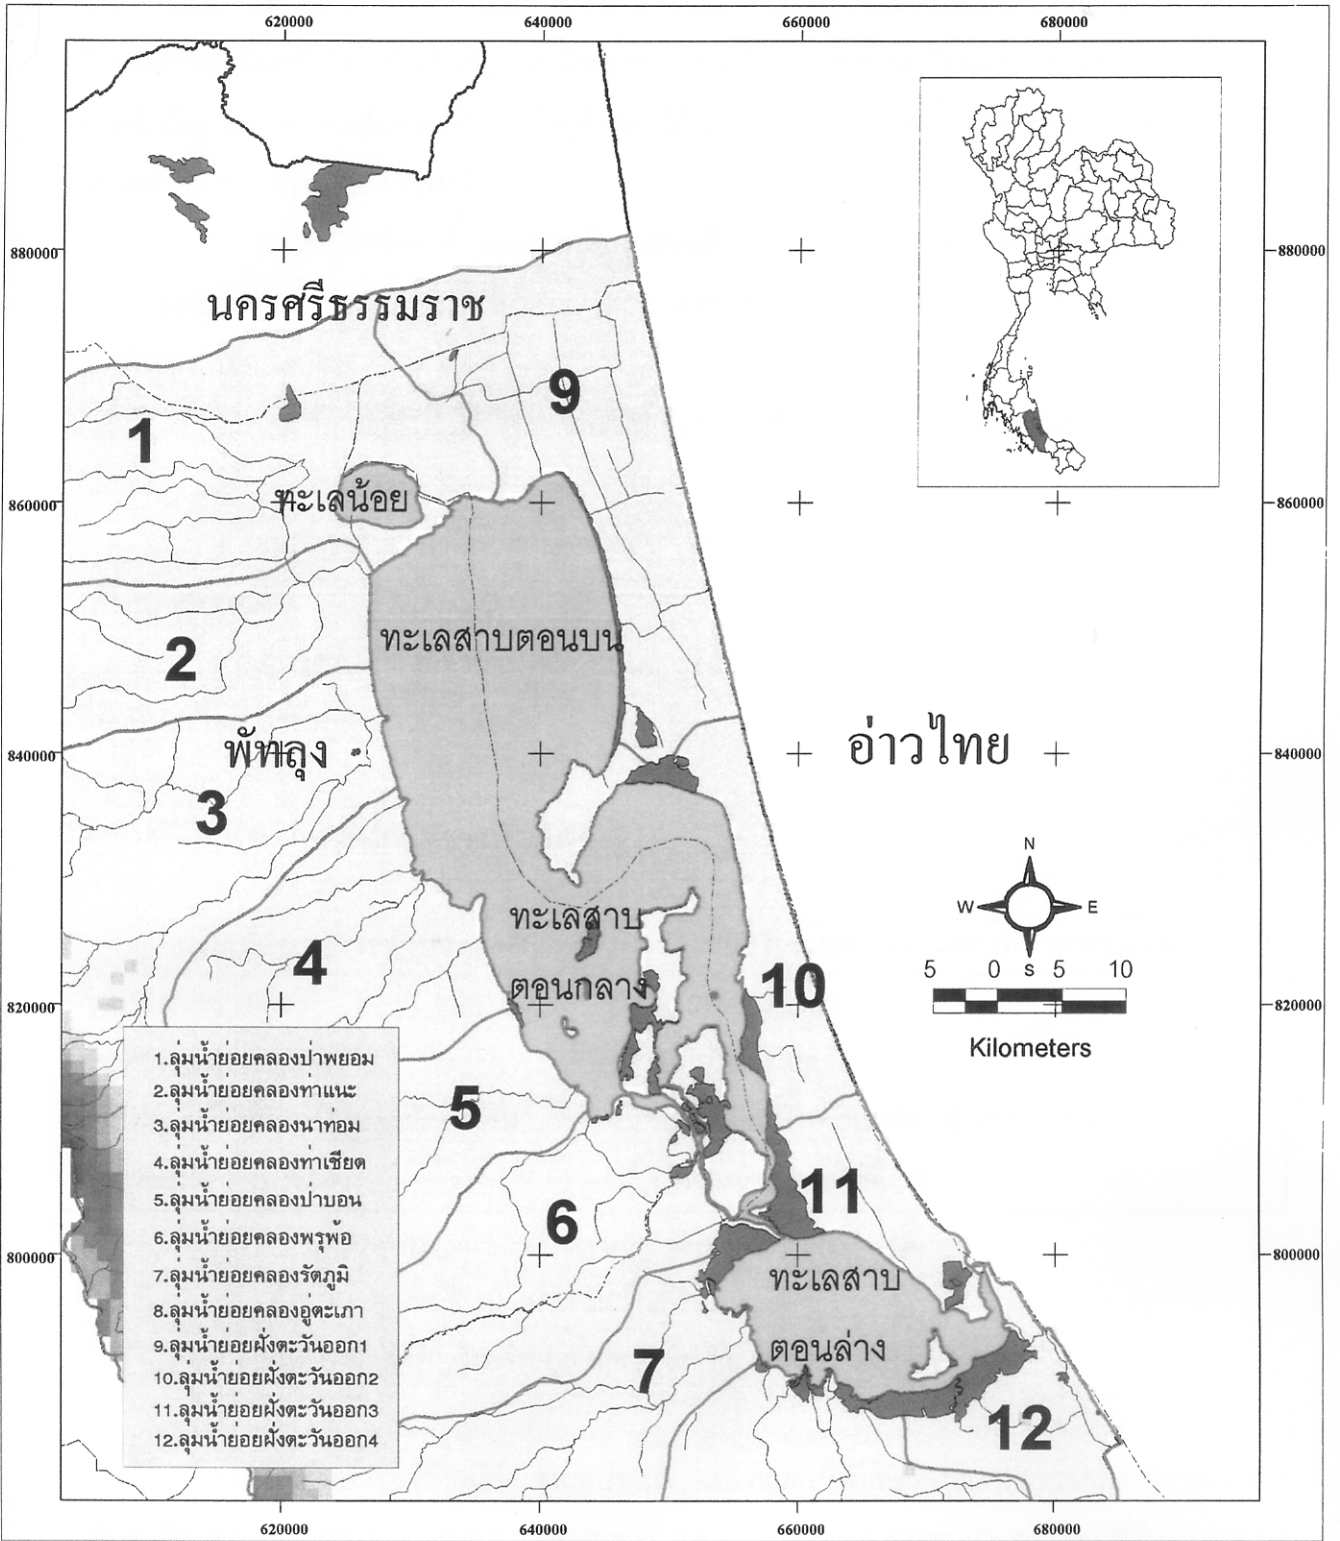 620000 640000 660000 680000
880000 880000
นครศรีธรรมราช
9
1
ทะเลน้อย
860000 860000
ทะเลสาบตอนบน
2
พัทลุง
อ่าวไทย
840000 840000
3
N
W E
S
ทะเลสาบ
ตอนกลาง
4
10
5 0 5 10
820000 820000
Kilometers
1.ลุ่มน้ำย่อยคลองป่าพยอม
2.ลุ่มน้ำย่อยคลองท่าแนะ
3.ลุ่มน้ำย่อยคลองนาท่อม
4.ลุ่มน้ำย่อยคลองท่าเชียด
5.ลุ่มน้ำย่อยคลองป่าบอน
6.ลุ่มน้ำย่อยคลองพรุพ้อ
7.ลุ่มน้ำย่อยคลองรัตภูมิ
8.ลุ่มน้ำย่อยคลองอู่ตะเภา
9.ลุ่มน้ำย่อยฝั่งตะวันออก1
10.ลุ่มน้ำย่อยฝั่งตะวันออก2
11.ลุ่มน้ำย่อยฝั่งตะวันออก3
12.ลุ่มน้ำย่อยฝั่งตะวันออก4
5
11
6
800000 800000
ทะเลสาบ
ตอนล่าง
7
12
620000 640000 660000 680000